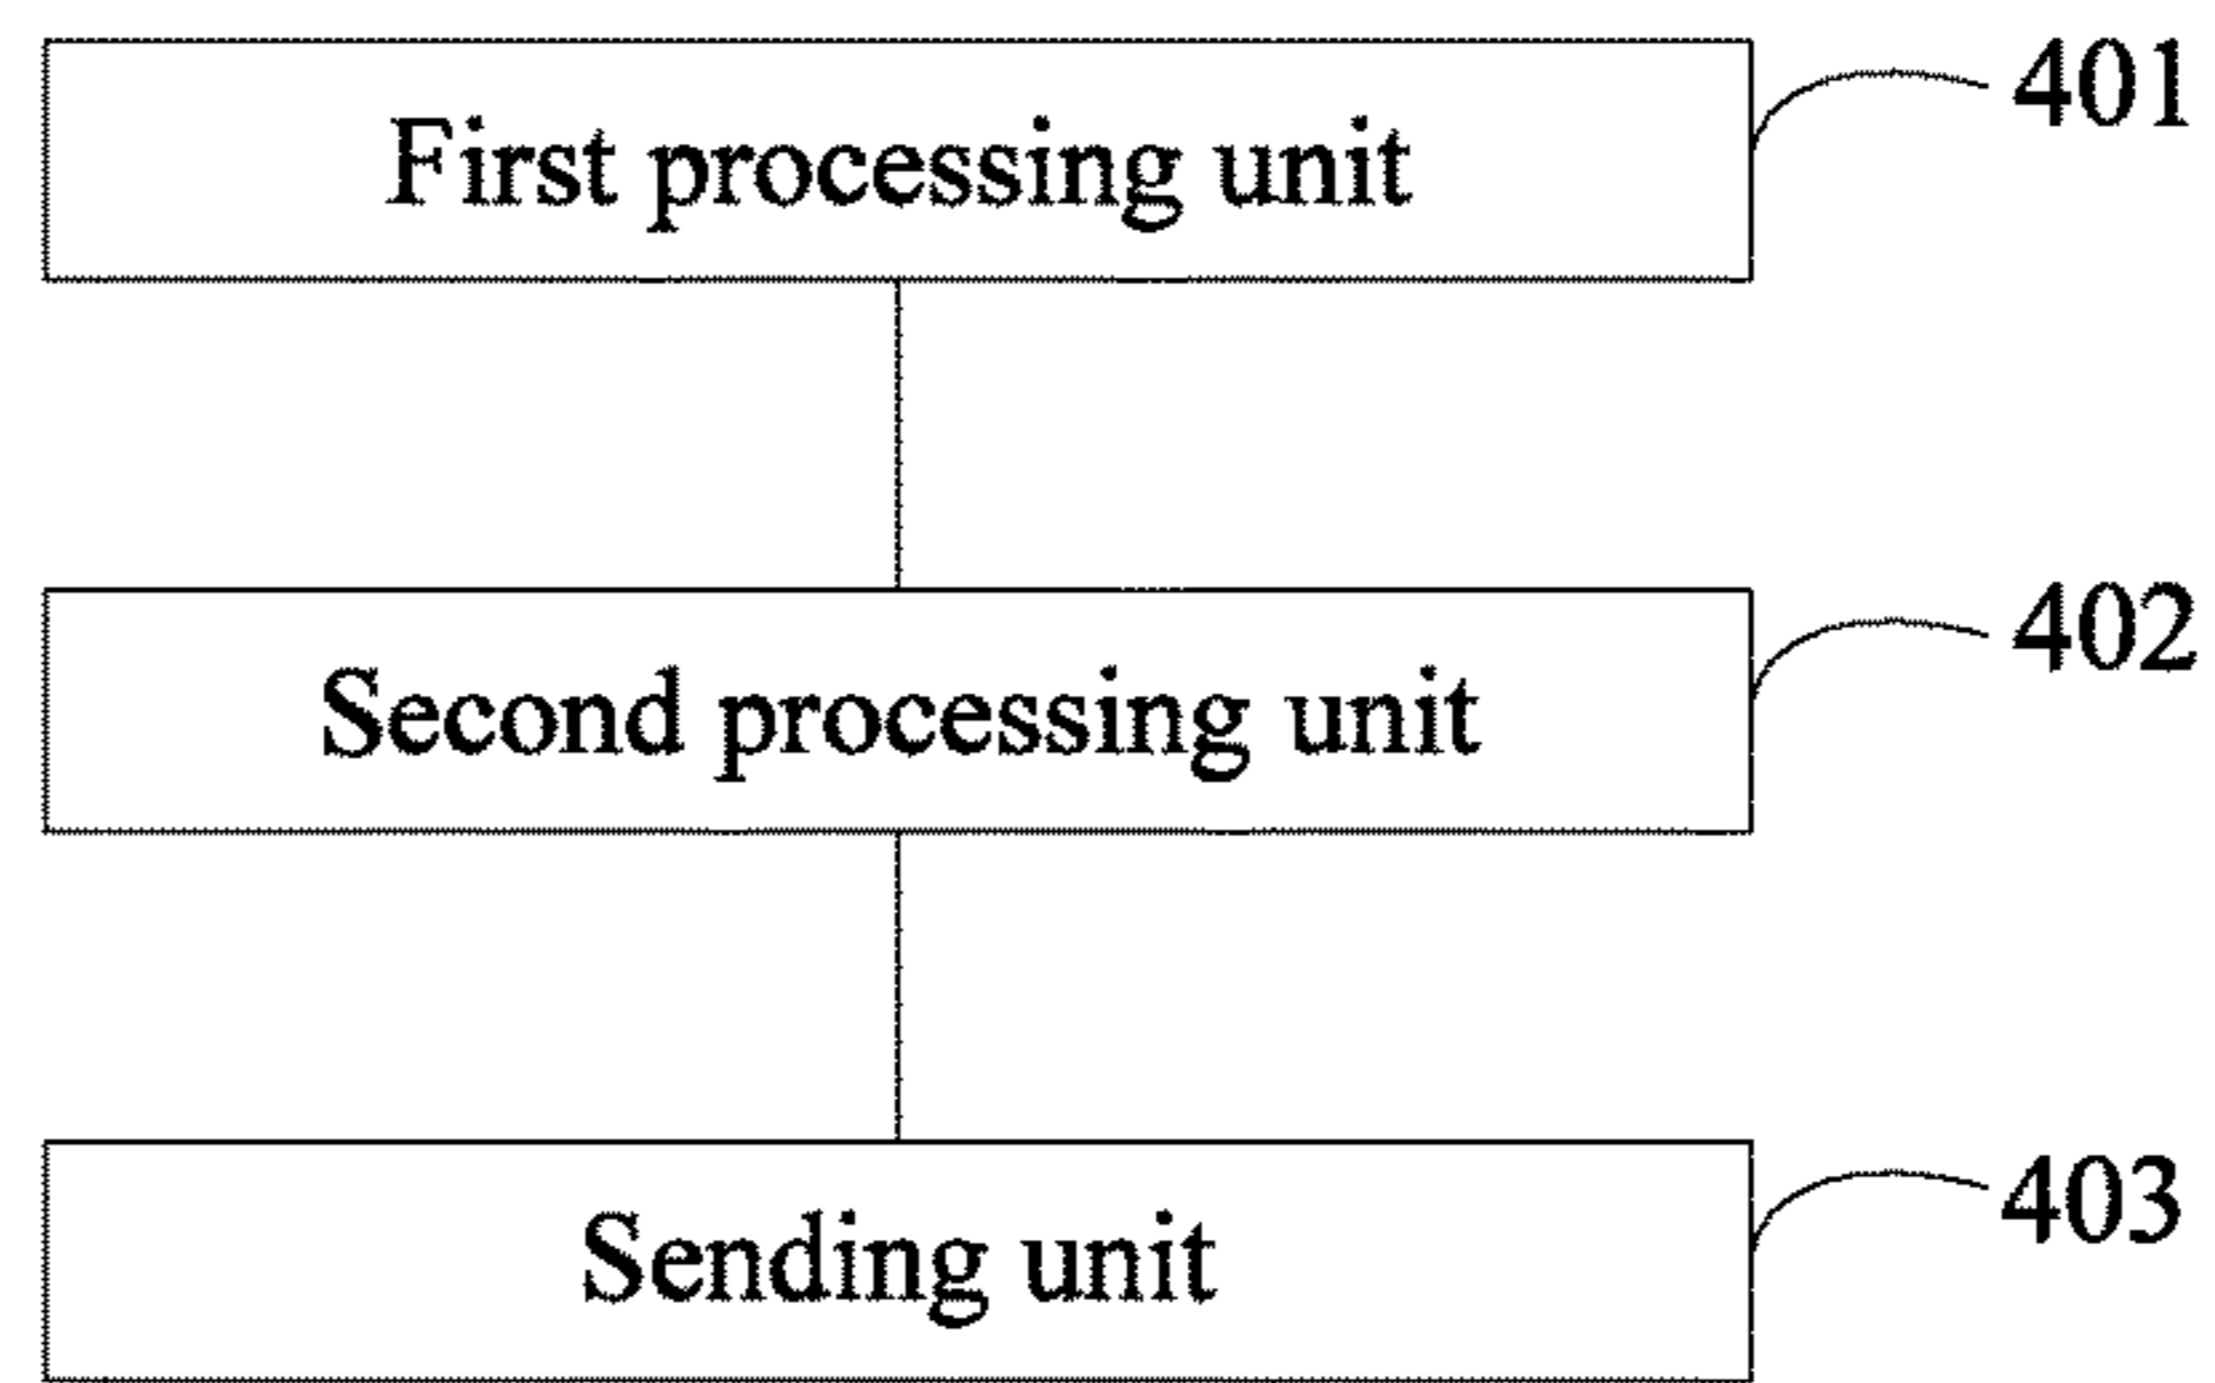 First processing unit 401
Second processing unit 402
Sending unit 403